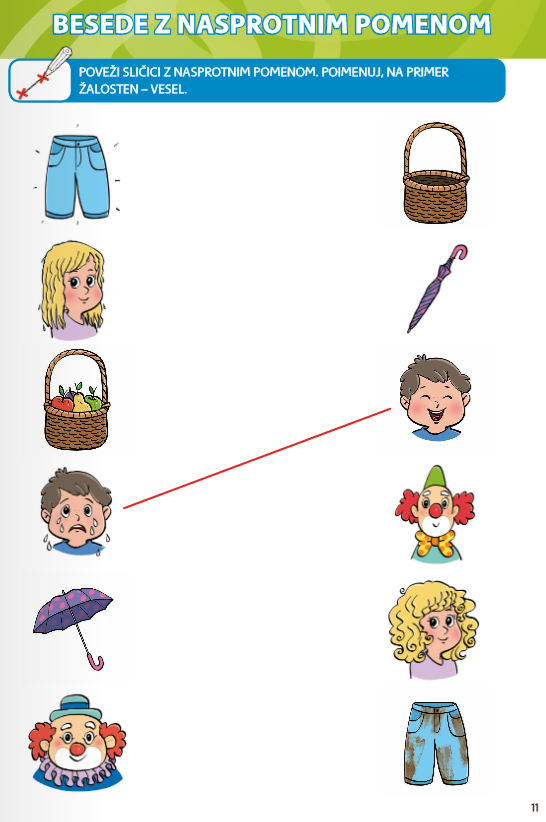 BESEDE Z NASPROTNIM POMENOM
POVEŽI SLIČICI Z NASPROTNIM POMENOM. POIMENUJ, NA PRIMER
ŽALOSTEN – VESEL.
11